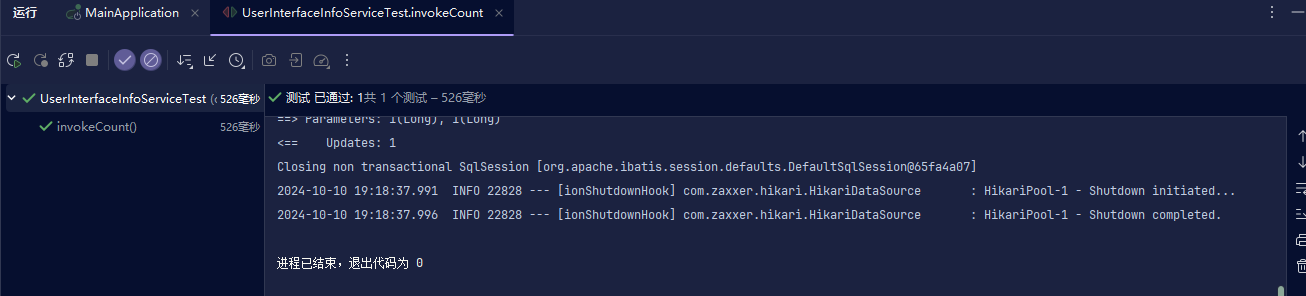 运行 MainApplication × UserInterfaceInfoServiceTest.invokeCount ×
UserInterfaceInfoServiceTest 526毫秒
invokeCount() 526毫秒
测试 已通过: 1共 1 个测试 – 526毫秒
==> Parameters: 1(Long), 1(Long)
<== Updates: 1
Closing non transactional SqlSession [org.apache.ibatis.session.defaults.DefaultSqlSession@65fa4a07]
2024-10-10 19:18:37.991 INFO 22828 --- [ionShutdownHook] com.zaxxer.hikari.HikariDataSource : HikariPool-1 - Shutdown initiated...
2024-10-10 19:18:37.996 INFO 22828 --- [ionShutdownHook] com.zaxxer.hikari.HikariDataSource : HikariPool-1 - Shutdown completed.
进程已结束，退出代码为 0